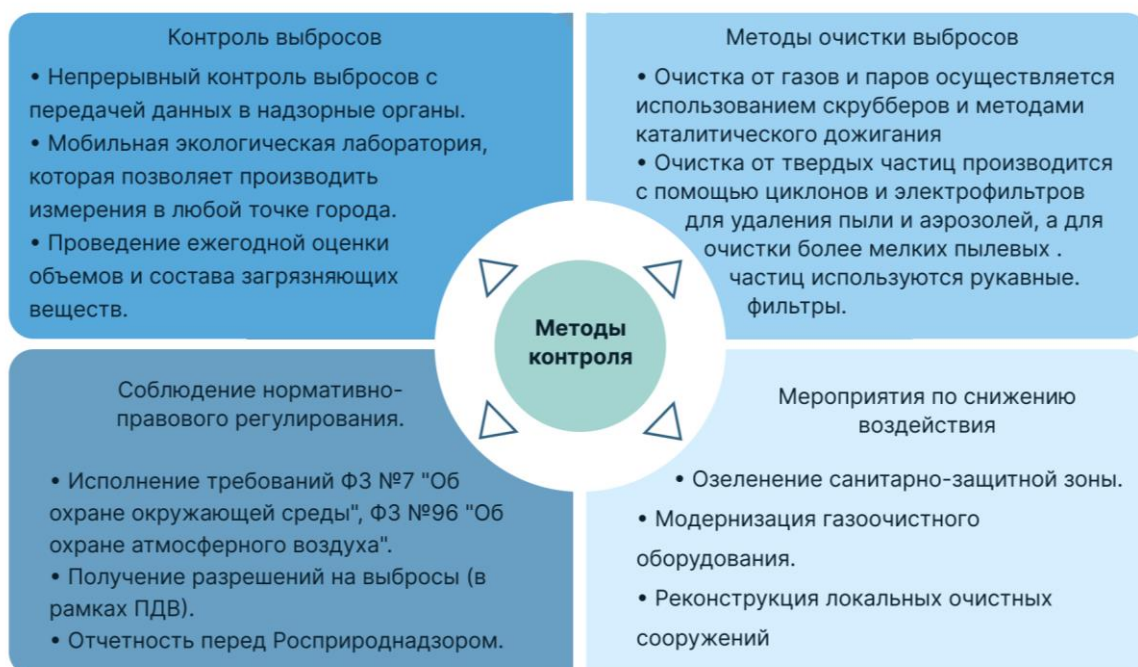 Контроль выбросов
• Непрерывный контроль выбросов с
передачей данных в надзорные органы.
• Мобильная экологическая лаборатория,
которая позволяет производить
измерения в любой точке города.
• Проведение ежегодной оценки
объемов и состава загрязняющих
веществ.
Методы очистки выбросов
• Очистка от газов и паров осуществляется
использованием скрубберов и методами
каталитического дожигания
• Очистка от твердых частиц производится
с помощью циклонов и электрофильтров
для удаления пыли и аэрозолей, а для
очистки более мелких пылевых .
частиц используются рукавные.
фильтры.
Методы
контроля
Соблюдение нормативно-
правового регулирования.
• Исполнение требований ФЗ №7 "Об
охране окружающей среды", ФЗ №96 "Об
охране атмосферного воздуха".
• Получение разрешений на выбросы (в
рамках ПДВ).
• Отчетность перед Росприроднадзором.
Мероприятия по снижению
воздействия
• Озеленение санитарно-защитной зоны.
• Модернизация газоочистного
оборудования.
• Реконструкция локальных очистных
сооружений